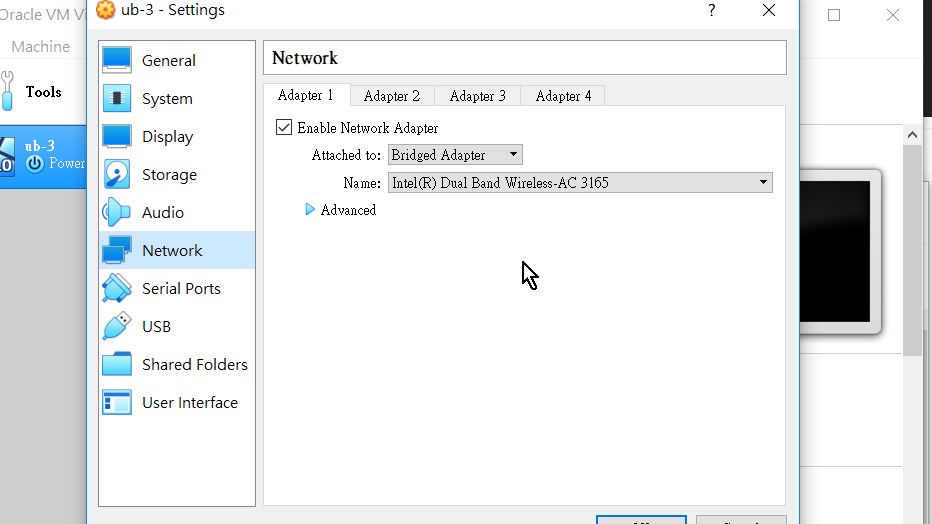 Oracle VM Vi
ub-3 - Settings
?
Machine
Tools
ub-3
Power
General
System
Display
Storage
Audio
Network
Serial Ports
USB
Shared Folders
User Interface
Network
Adapter 1
Adapter 2
Adapter 3
Adapter 4
Enable Network Adapter
Attached to:
Bridged Adapter
Name:
Intel(R) Dual Band Wireless-AC 3165
Advanced